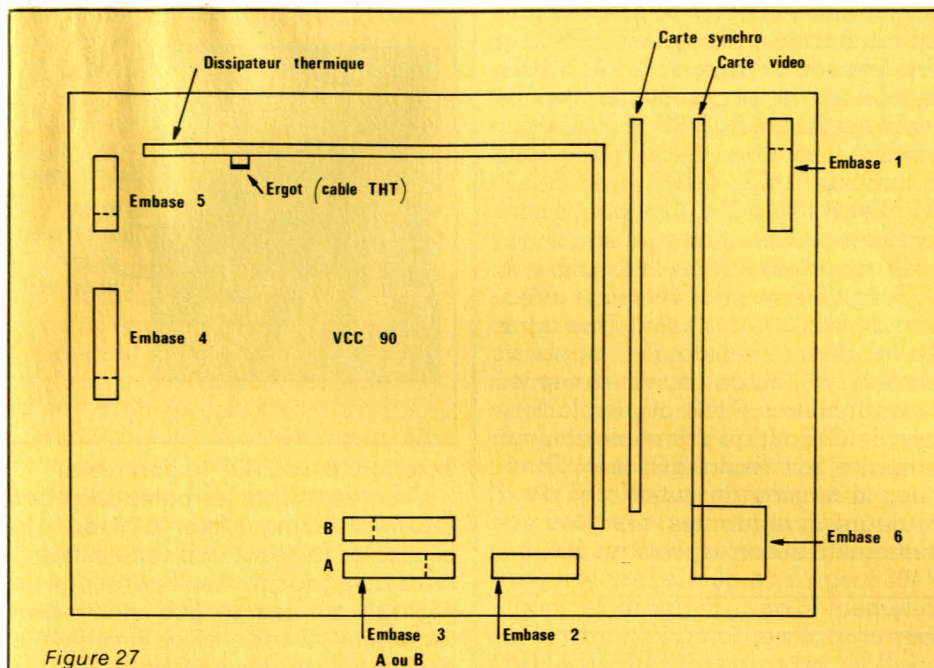 Carte synchro
Dissipateur thermique
Carte video
Embase 1
Ergot (cable THT)
Embase 5
Embase 4
VCC 90
B
A
Embase 6
Embase 3
A ou B
Embase 2
Figure 27